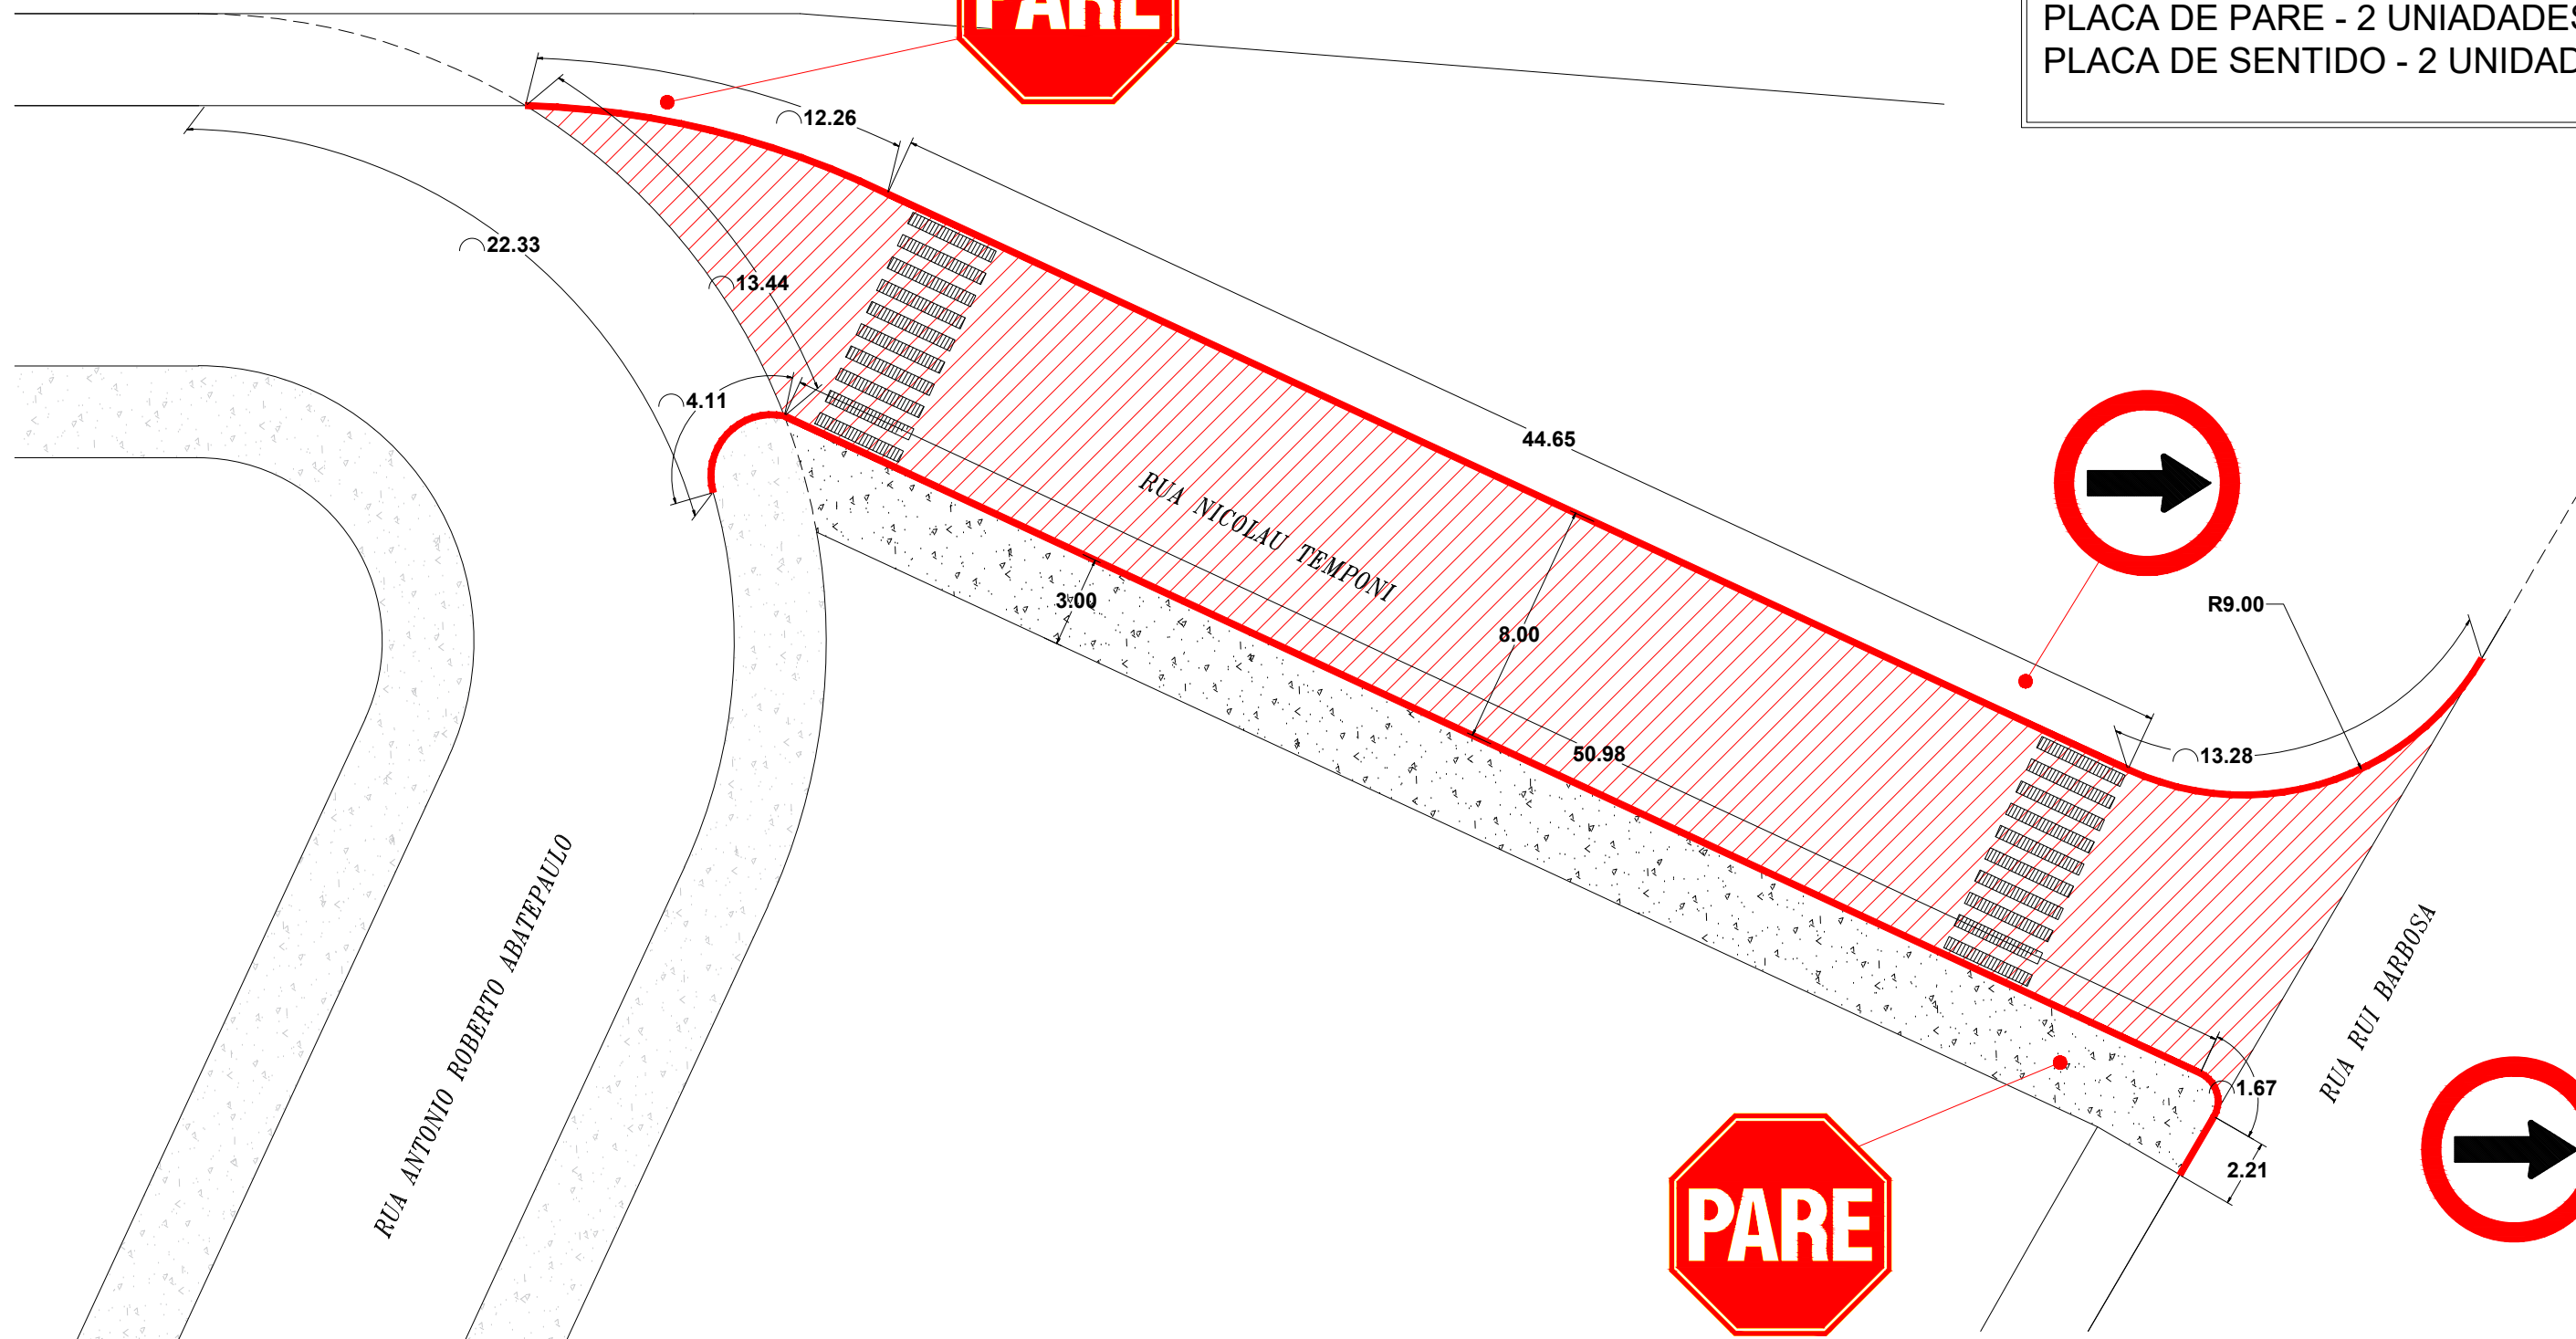 PARE
PLACA DE PARE - 2 UNIADADES
PLACA DE SENTIDO - 2 UNIDAD
12.26
22.33
13.44
4.11
44.65
RUA NICOLAU TEMPONI
3.00
8.00
R9.00
50.98
13.28
RUA ANTONIO ROBERTO ABATEPAULO
RUA RUI BARBOSA
1.67
2.21
PARE